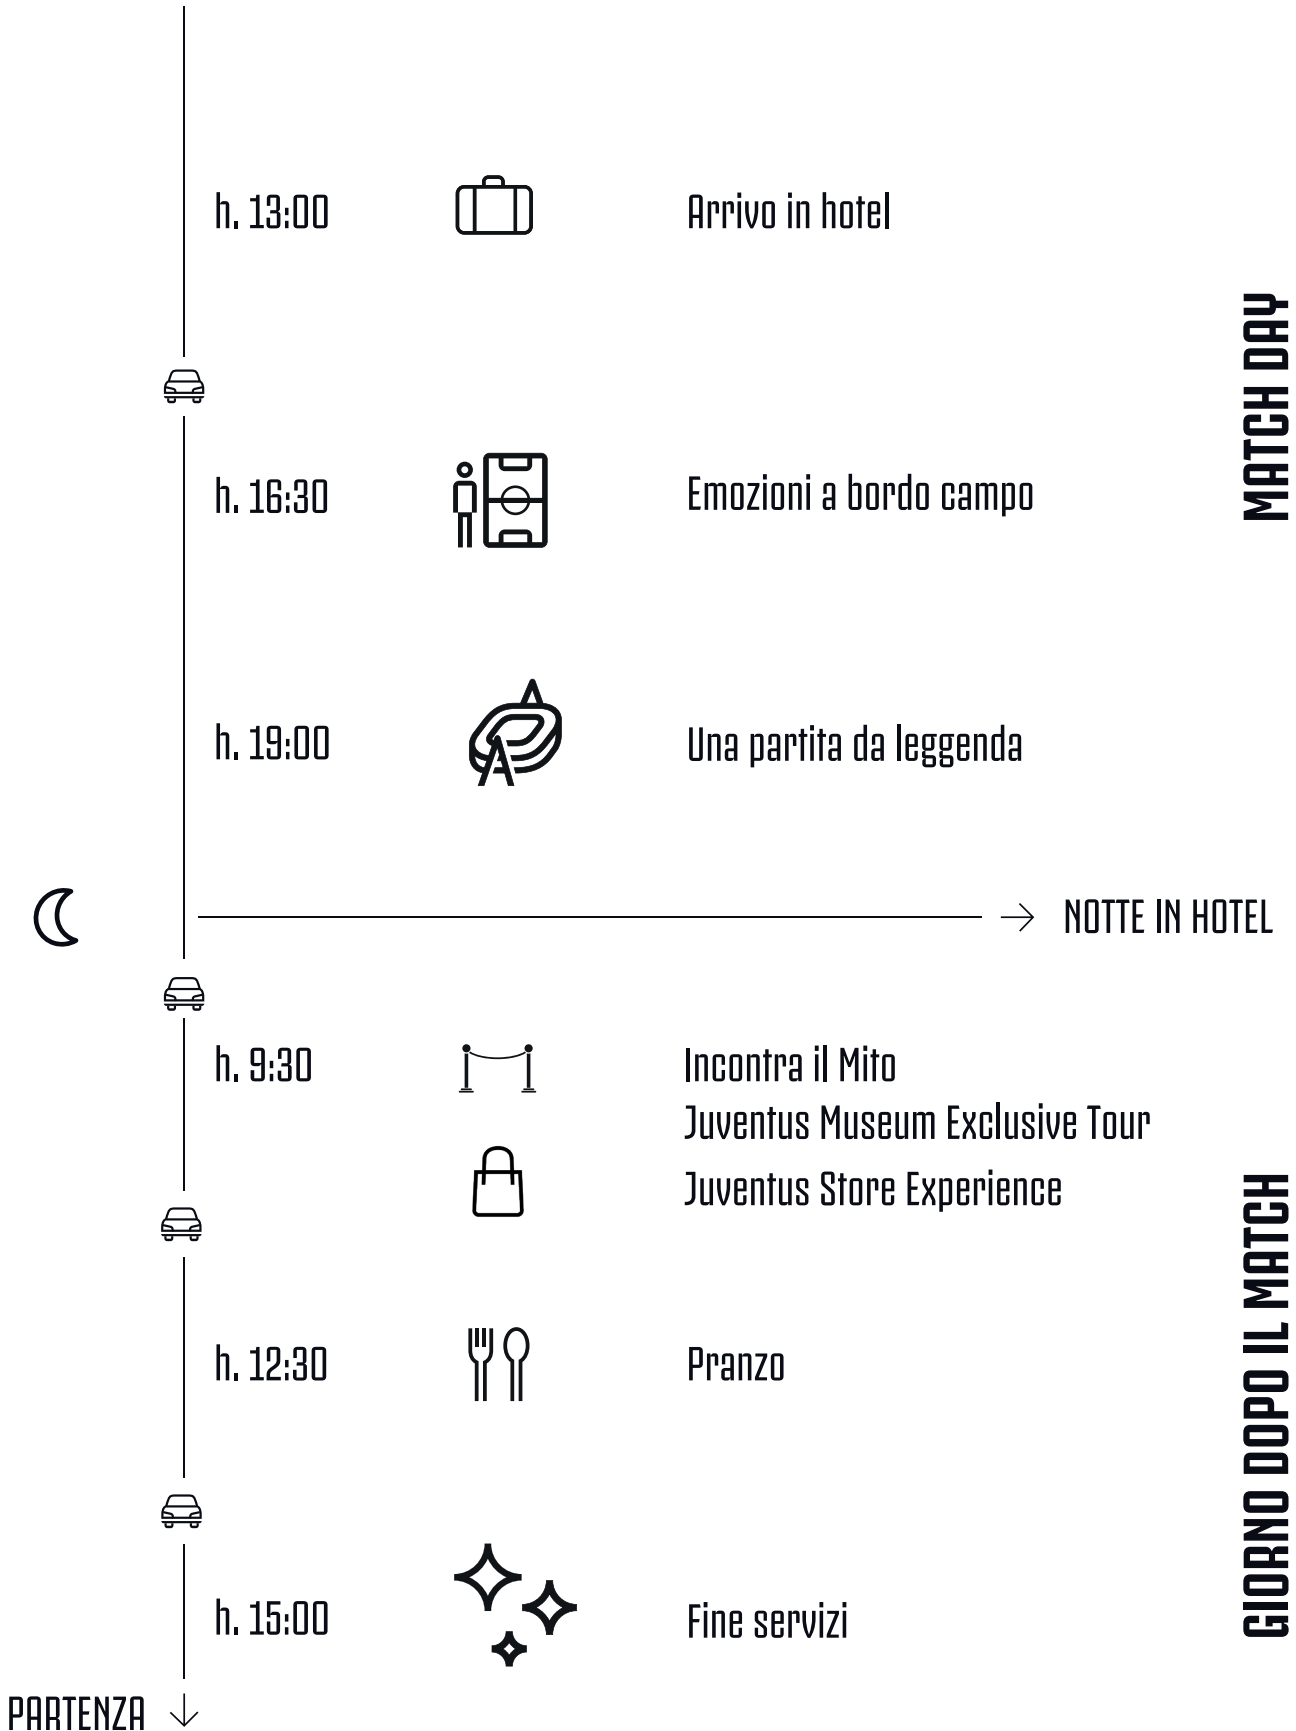 h. 13:00 Arrivo in hotel
MATCH DAY
h. 16:30 Emozioni a bordo campo
h. 19:00 Una partita da leggenda
NOTTE IN HOTEL
h. 9:30 Incontra il Mito
Juventus Museum Exclusive Tour
Juventus Store Experience
GIORNO DOPO IL MATCH
h. 12:30 Pranzo
h. 15:00 Fine servizi
PARTENZA